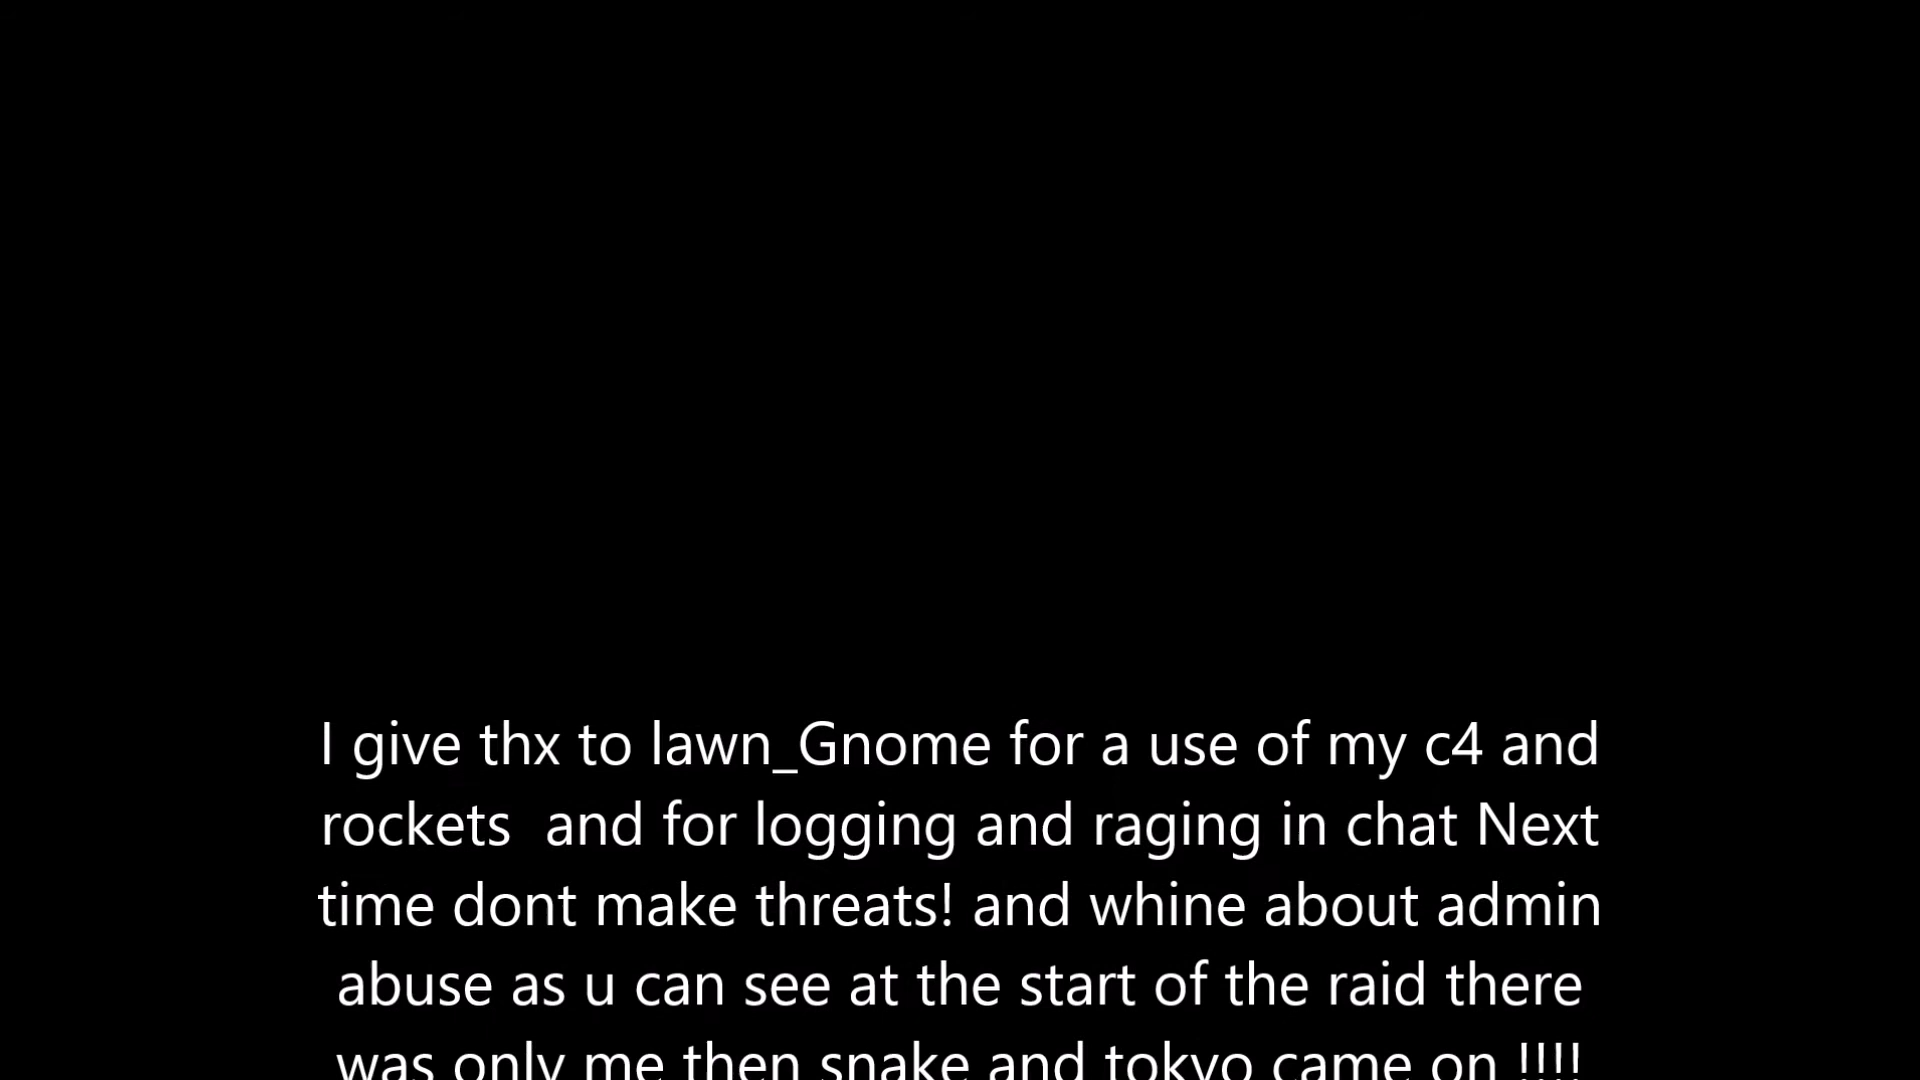 I give thx to lawn_Gnome for a use of my c4 and
rockets  and for logging and raging in chat Next
time dont make threats! and whine about admin
abuse as u can see at the start of the raid there
was only me then snake and tokyo came on !!!!